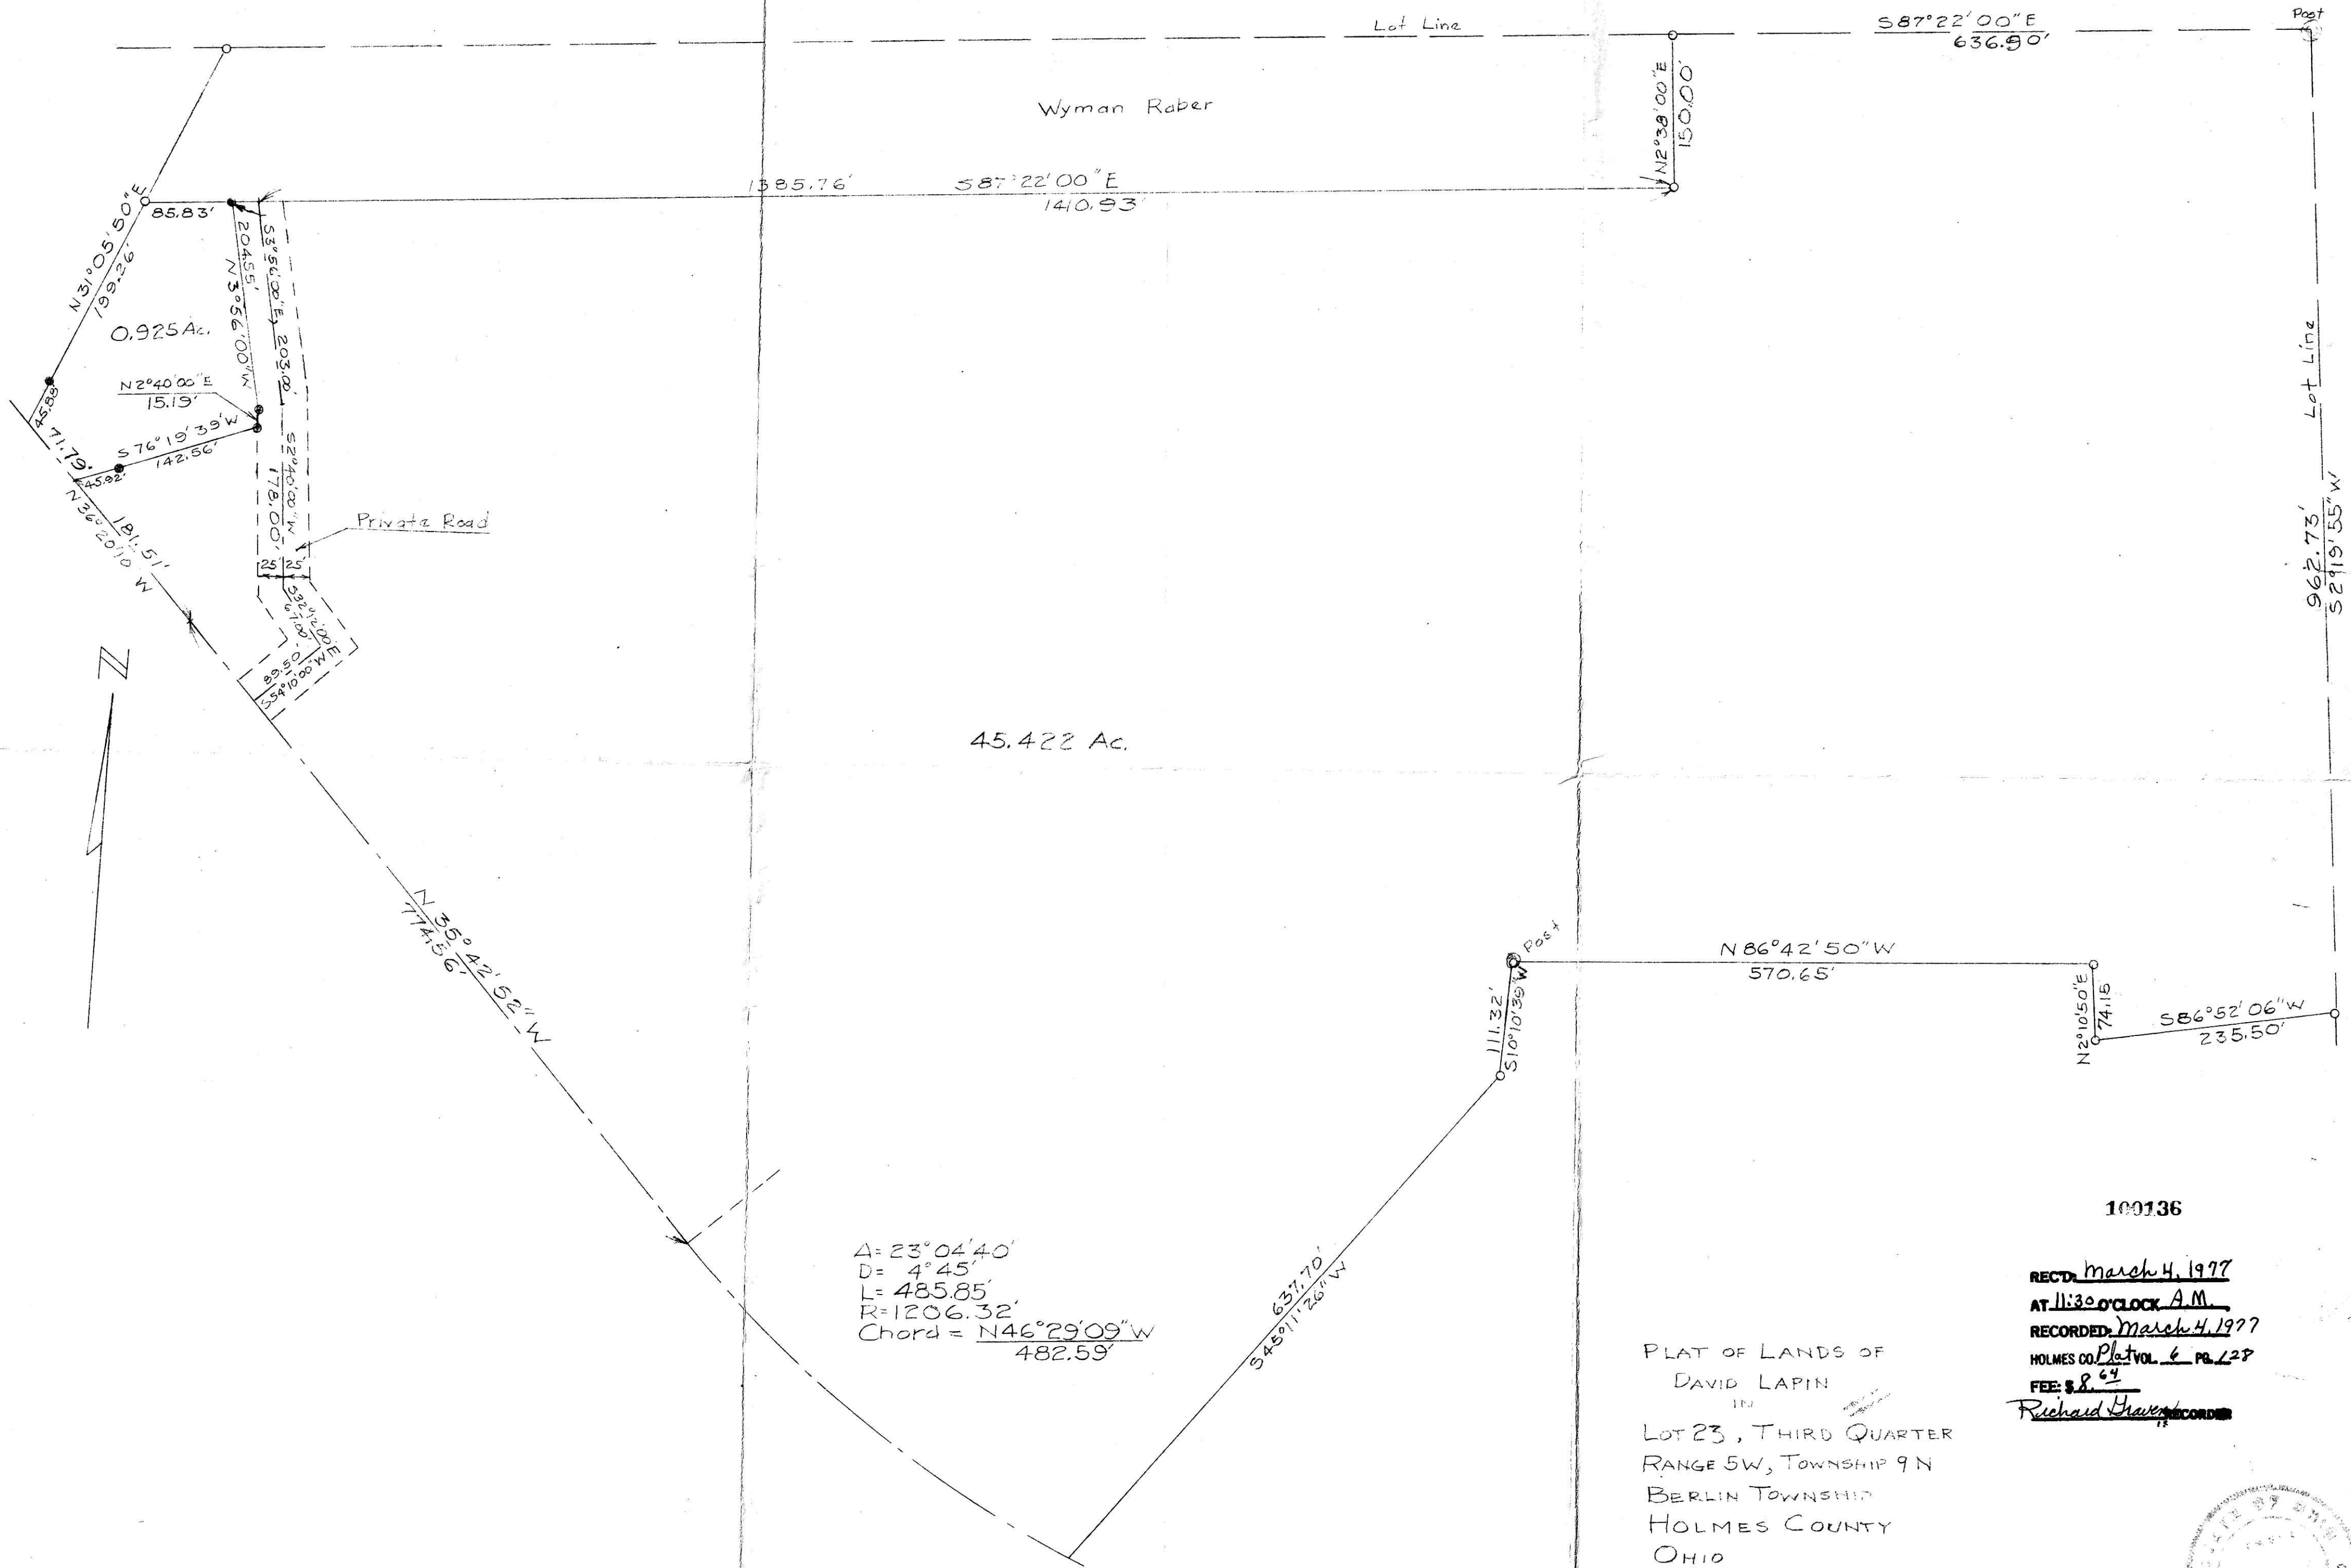 Lot Line
S87°22'00"E
636.90'
Post
Wyman Raber
N2°38'00"E
150.00'
1385.76' S87°22'00"E
1410.93'
85.83'
N31°05'50"E
199.26'
204.55'
N3°56'00"W
S3°56'00"E, 203.00'
0.925 Ac.
N2°40'00"E
15.19'
45.88'
71.79'
S76°19'39"W
142.56'
45.92'
S2°40'00"W
178.00'
181.51'
N36°20'10"W
Private Road
25' 25'
S32°12'00"E
67.00'
89.50'
S54°10'00"W
N
Lot Line
962.73'
S2°19'55"W
45.422 Ac.
N35°42'52"W
774.56'
Post
N86°42'50"W
570.65'
111.32'
S10°10'39"W
N2°10'50"E
74.15
S86°52'06"W
235.50'
637.70'
S45°11'26"W
Δ= 23°04'40"
D= 4°45'
L= 485.85'
R=1206.32'
Chord = N46°29'09"W
482.59'
100136
REC'D. March 4, 1977
AT 11:30 O'CLOCK A.M.
RECORDED: March 4, 1977
HOLMES CO. Plat VOL. 6 PG. 128
FEE: $ 8.64
Richard Graven RECORDER
PLAT OF LANDS OF
DAVID LAPIN
IN
LOT 23, THIRD QUARTER
RANGE 5W, TOWNSHIP 9N
BERLIN TOWNSHIP
HOLMES COUNTY
OHIO